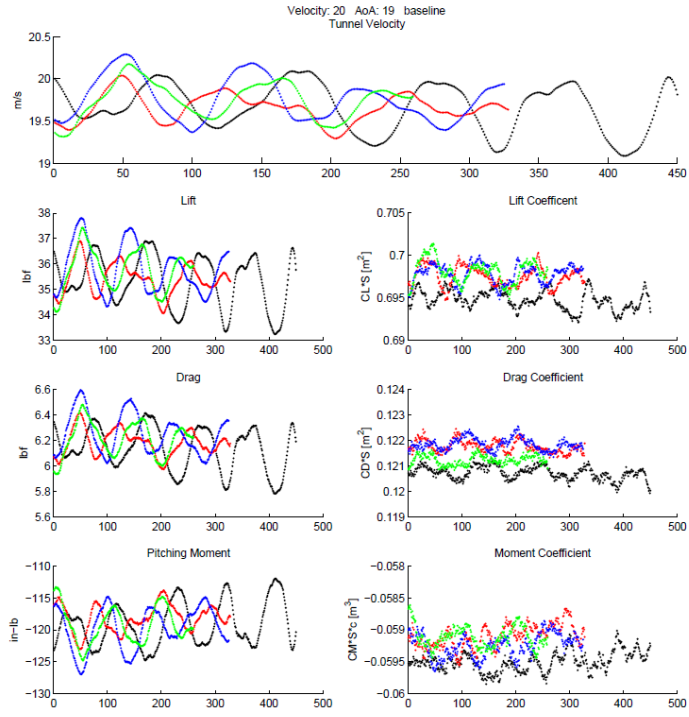 Velocity: 20 AoA: 19 baseline
Tunnel Velocity
20.5
20
19.5
19
m/s
0 50 100 150 200 250 300 350 400 450
Lift
38
37
36
35
34
33
lbf
0 100 200 300 400 500
Lift Coefficent
0.705
0.7
0.695
0.69
CL*S [m²]
0 100 200 300 400 500
Drag
6.6
6.4
6.2
6
5.8
5.6
lbf
0 100 200 300 400 500
Drag Coefficient
0.124
0.123
0.122
0.121
0.12
0.119
CD*S [m²]
0 100 200 300 400 500
Pitching Moment
−110
−115
−120
−125
−130
in−lb
0 100 200 300 400 500
Moment Coefficient
−0.058
−0.0585
−0.059
−0.0595
−0.06
CM*S*c [m³]
0 100 200 300 400 500